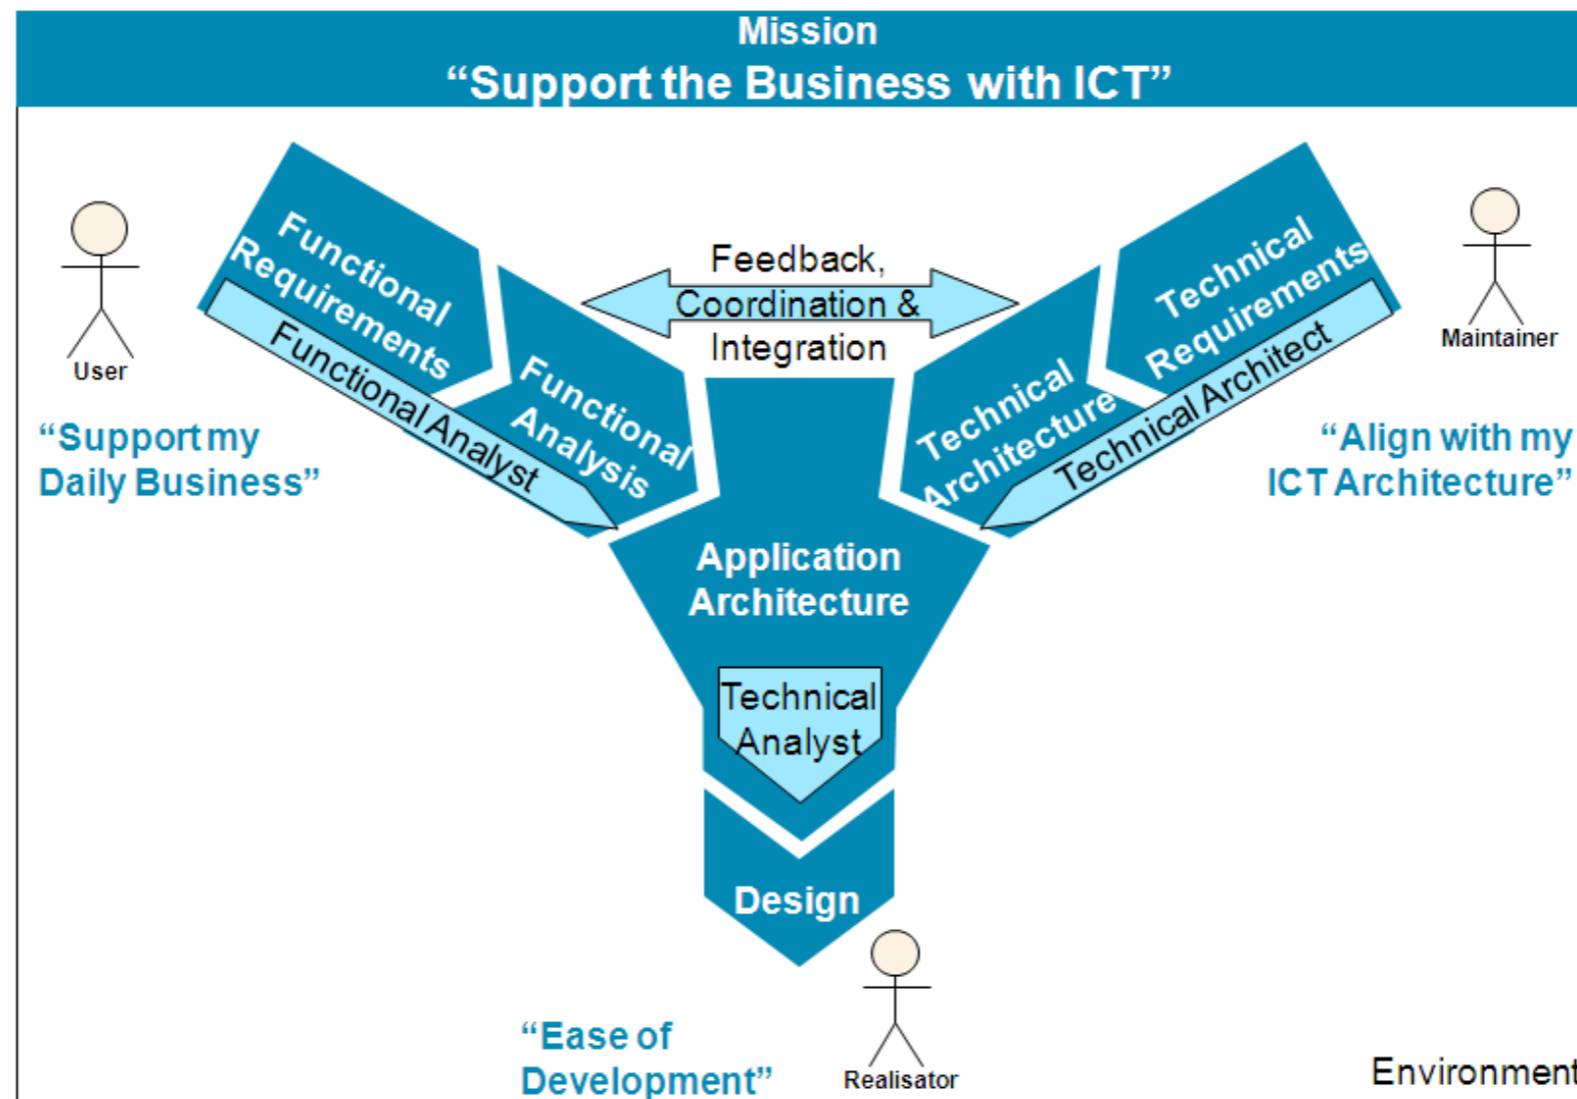 Mission
“Support the Business with ICT”
Functional
Requirements
Functional Analyst
Functional
Analysis
User
“Support my
Daily Business”
Feedback,
Coordination &
Integration
Technical
Requirements
Technical Architect
Technical
Architecture
Maintainer
“Align with my
ICT Architecture”
Application
Architecture
Technical
Analyst
Design
“Ease of
Development”
Realisator
Environment